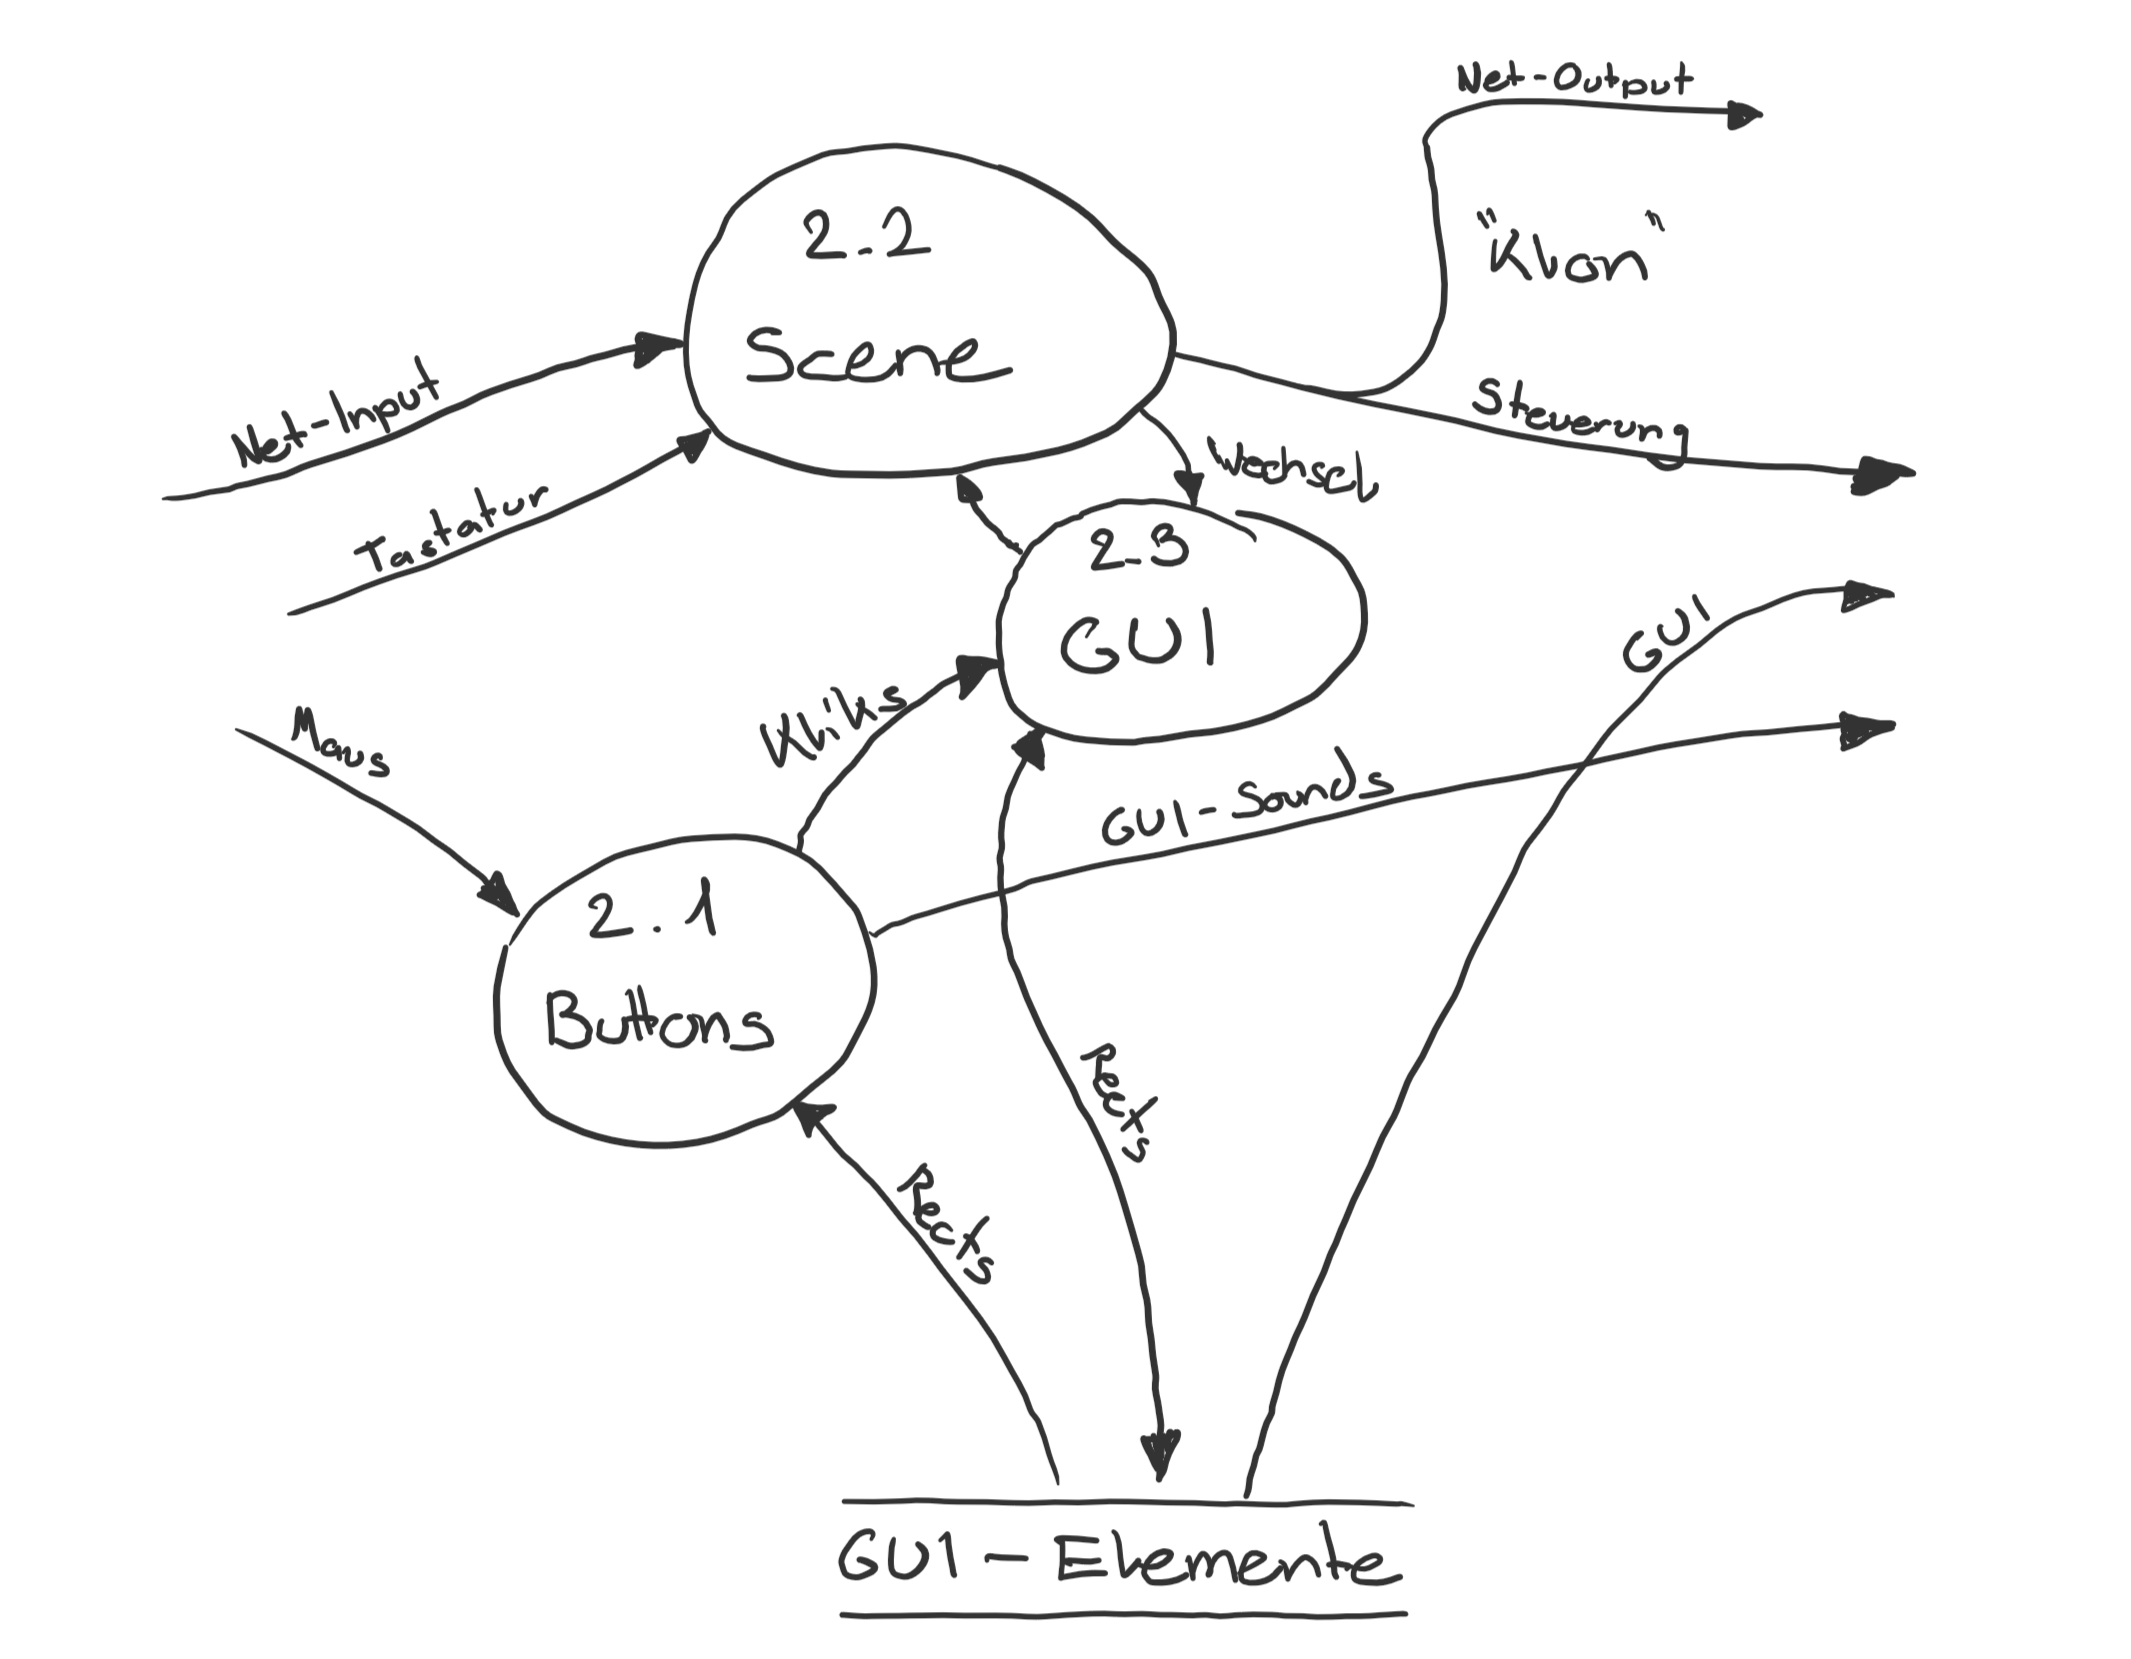 Net-Output
2.2
Scene
"Klon"
Net-Input
Steuerung
Tastatur
Wechsel
2.3
GUI
GUI
Maus
Kliks
GUI-Sounds
2.1
Buttons
Rects
Rects
GUI-Elemente